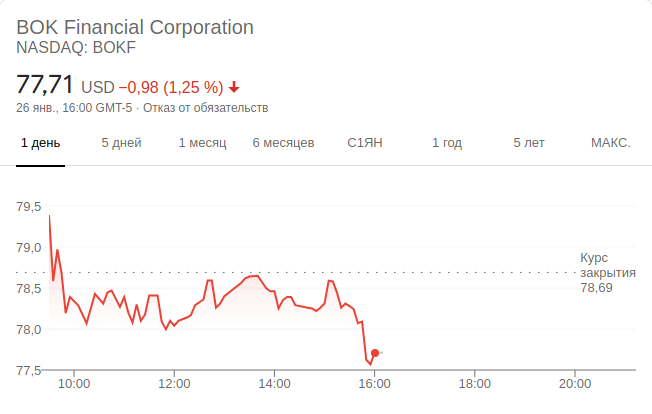 BOK Financial Corporation
NASDAQ: BOKF
77,71 USD −0,98 (1,25 %)
26 янв., 16:00 GMT-5 · Отказ от обязательств
1 день 5 дней 1 месяц 6 месяцев С1ЯН 1 год 5 лет МАКС.
79,5
79,0
78,5
78,0
77,5
Курс
закрытия
78,69
10:00 12:00 14:00 16:00 18:00 20:00